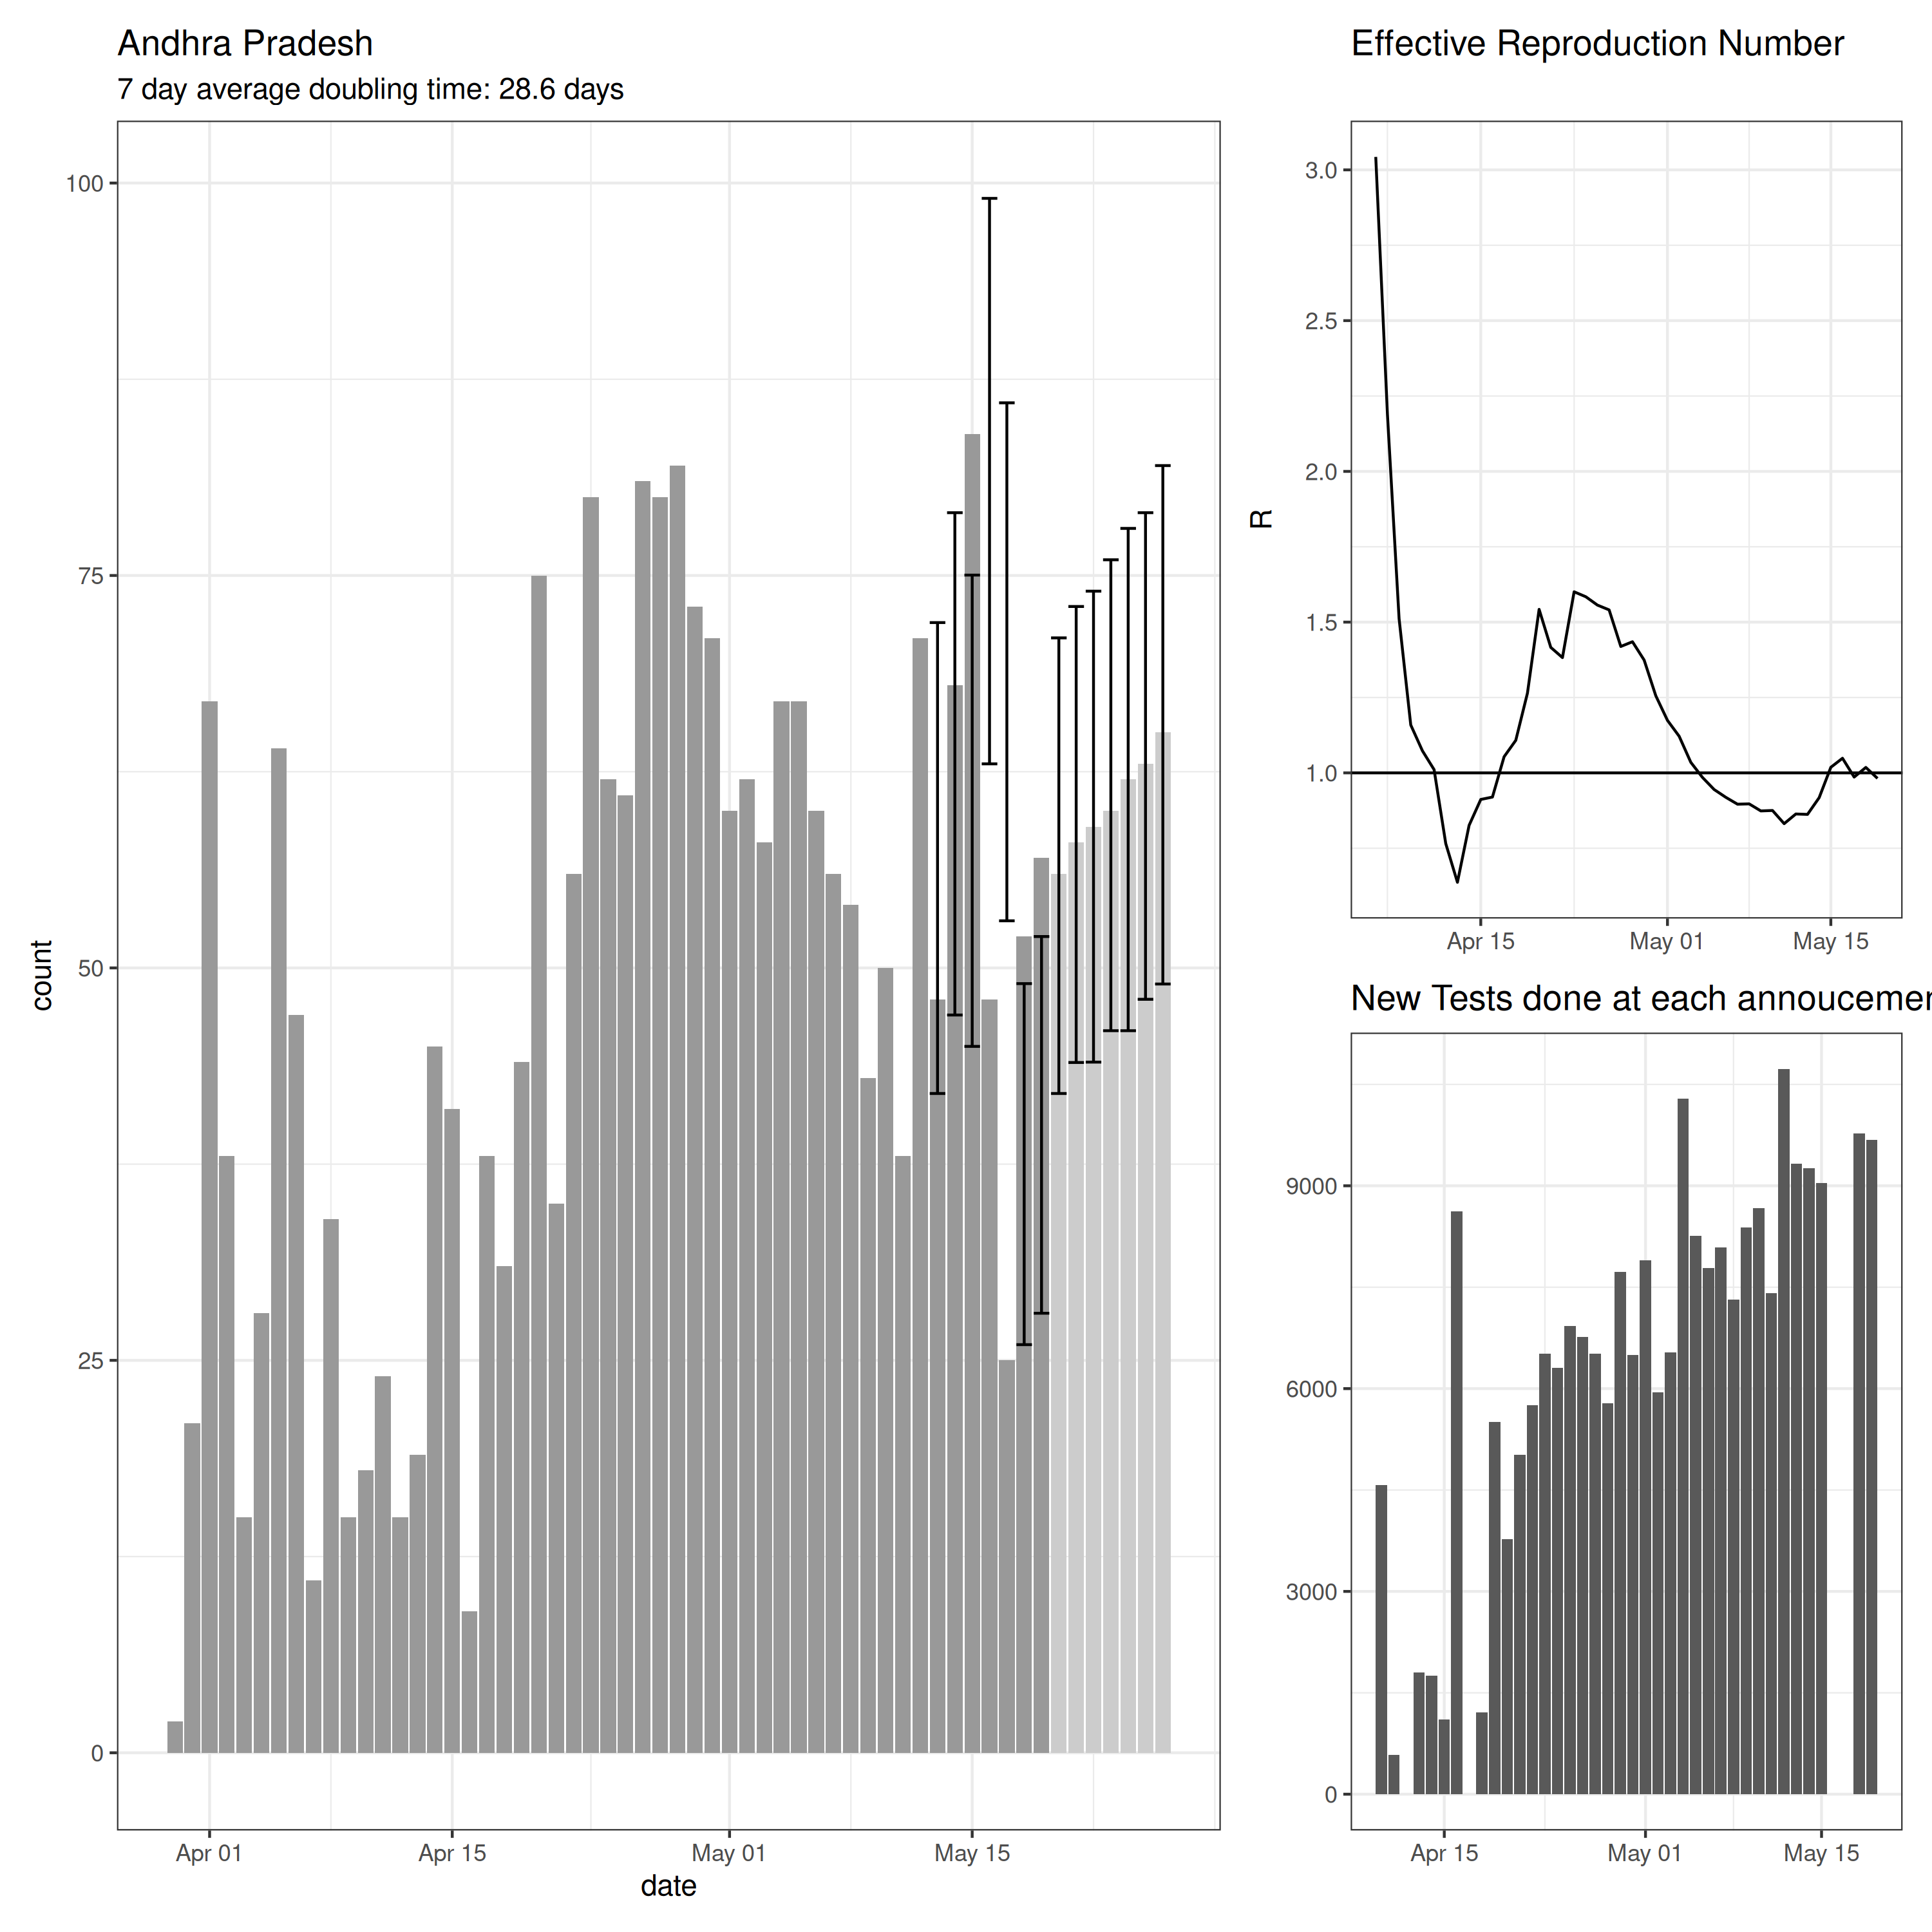 Andhra Pradesh
7 day average doubling time: 28.6 days
100
75
50
25
0
count
Apr 01
Apr 15
May 01
May 15
date
Effective Reproduction Number
3.0
2.5
2.0
1.5
1.0
R
Apr 15
May 01
May 15
New Tests done at each annoucemen
9000
6000
3000
0
Apr 15
May 01
May 15